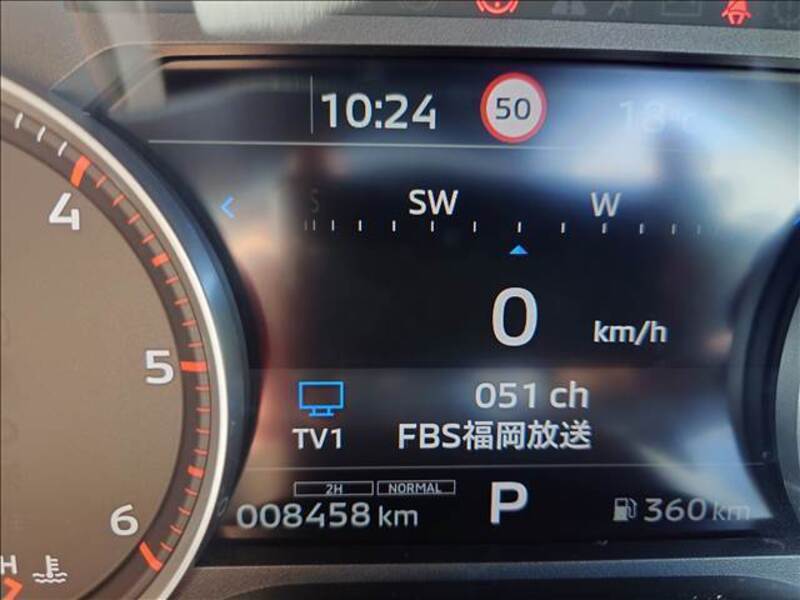 10:24
50
S SW W
4
0 km/h
5
051 ch
TV1 FBS福岡放送
2H NORMAL
6
008458 km P 360 km
H